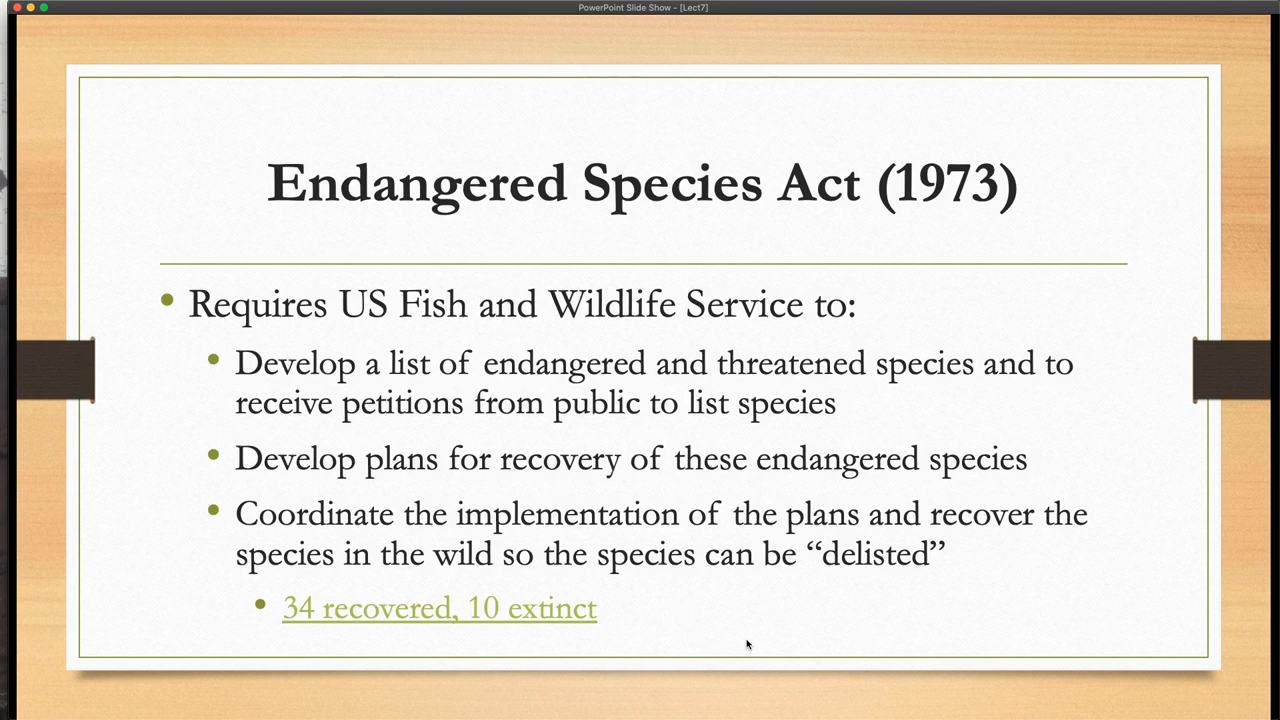 PowerPoint Slide Show - [Lect7]
Endangered Species Act (1973)
• Requires US Fish and Wildlife Service to:
• Develop a list of endangered and threatened species and to
receive petitions from public to list species
• Develop plans for recovery of these endangered species
• Coordinate the implementation of the plans and recover the
species in the wild so the species can be “delisted”
• 34 recovered, 10 extinct